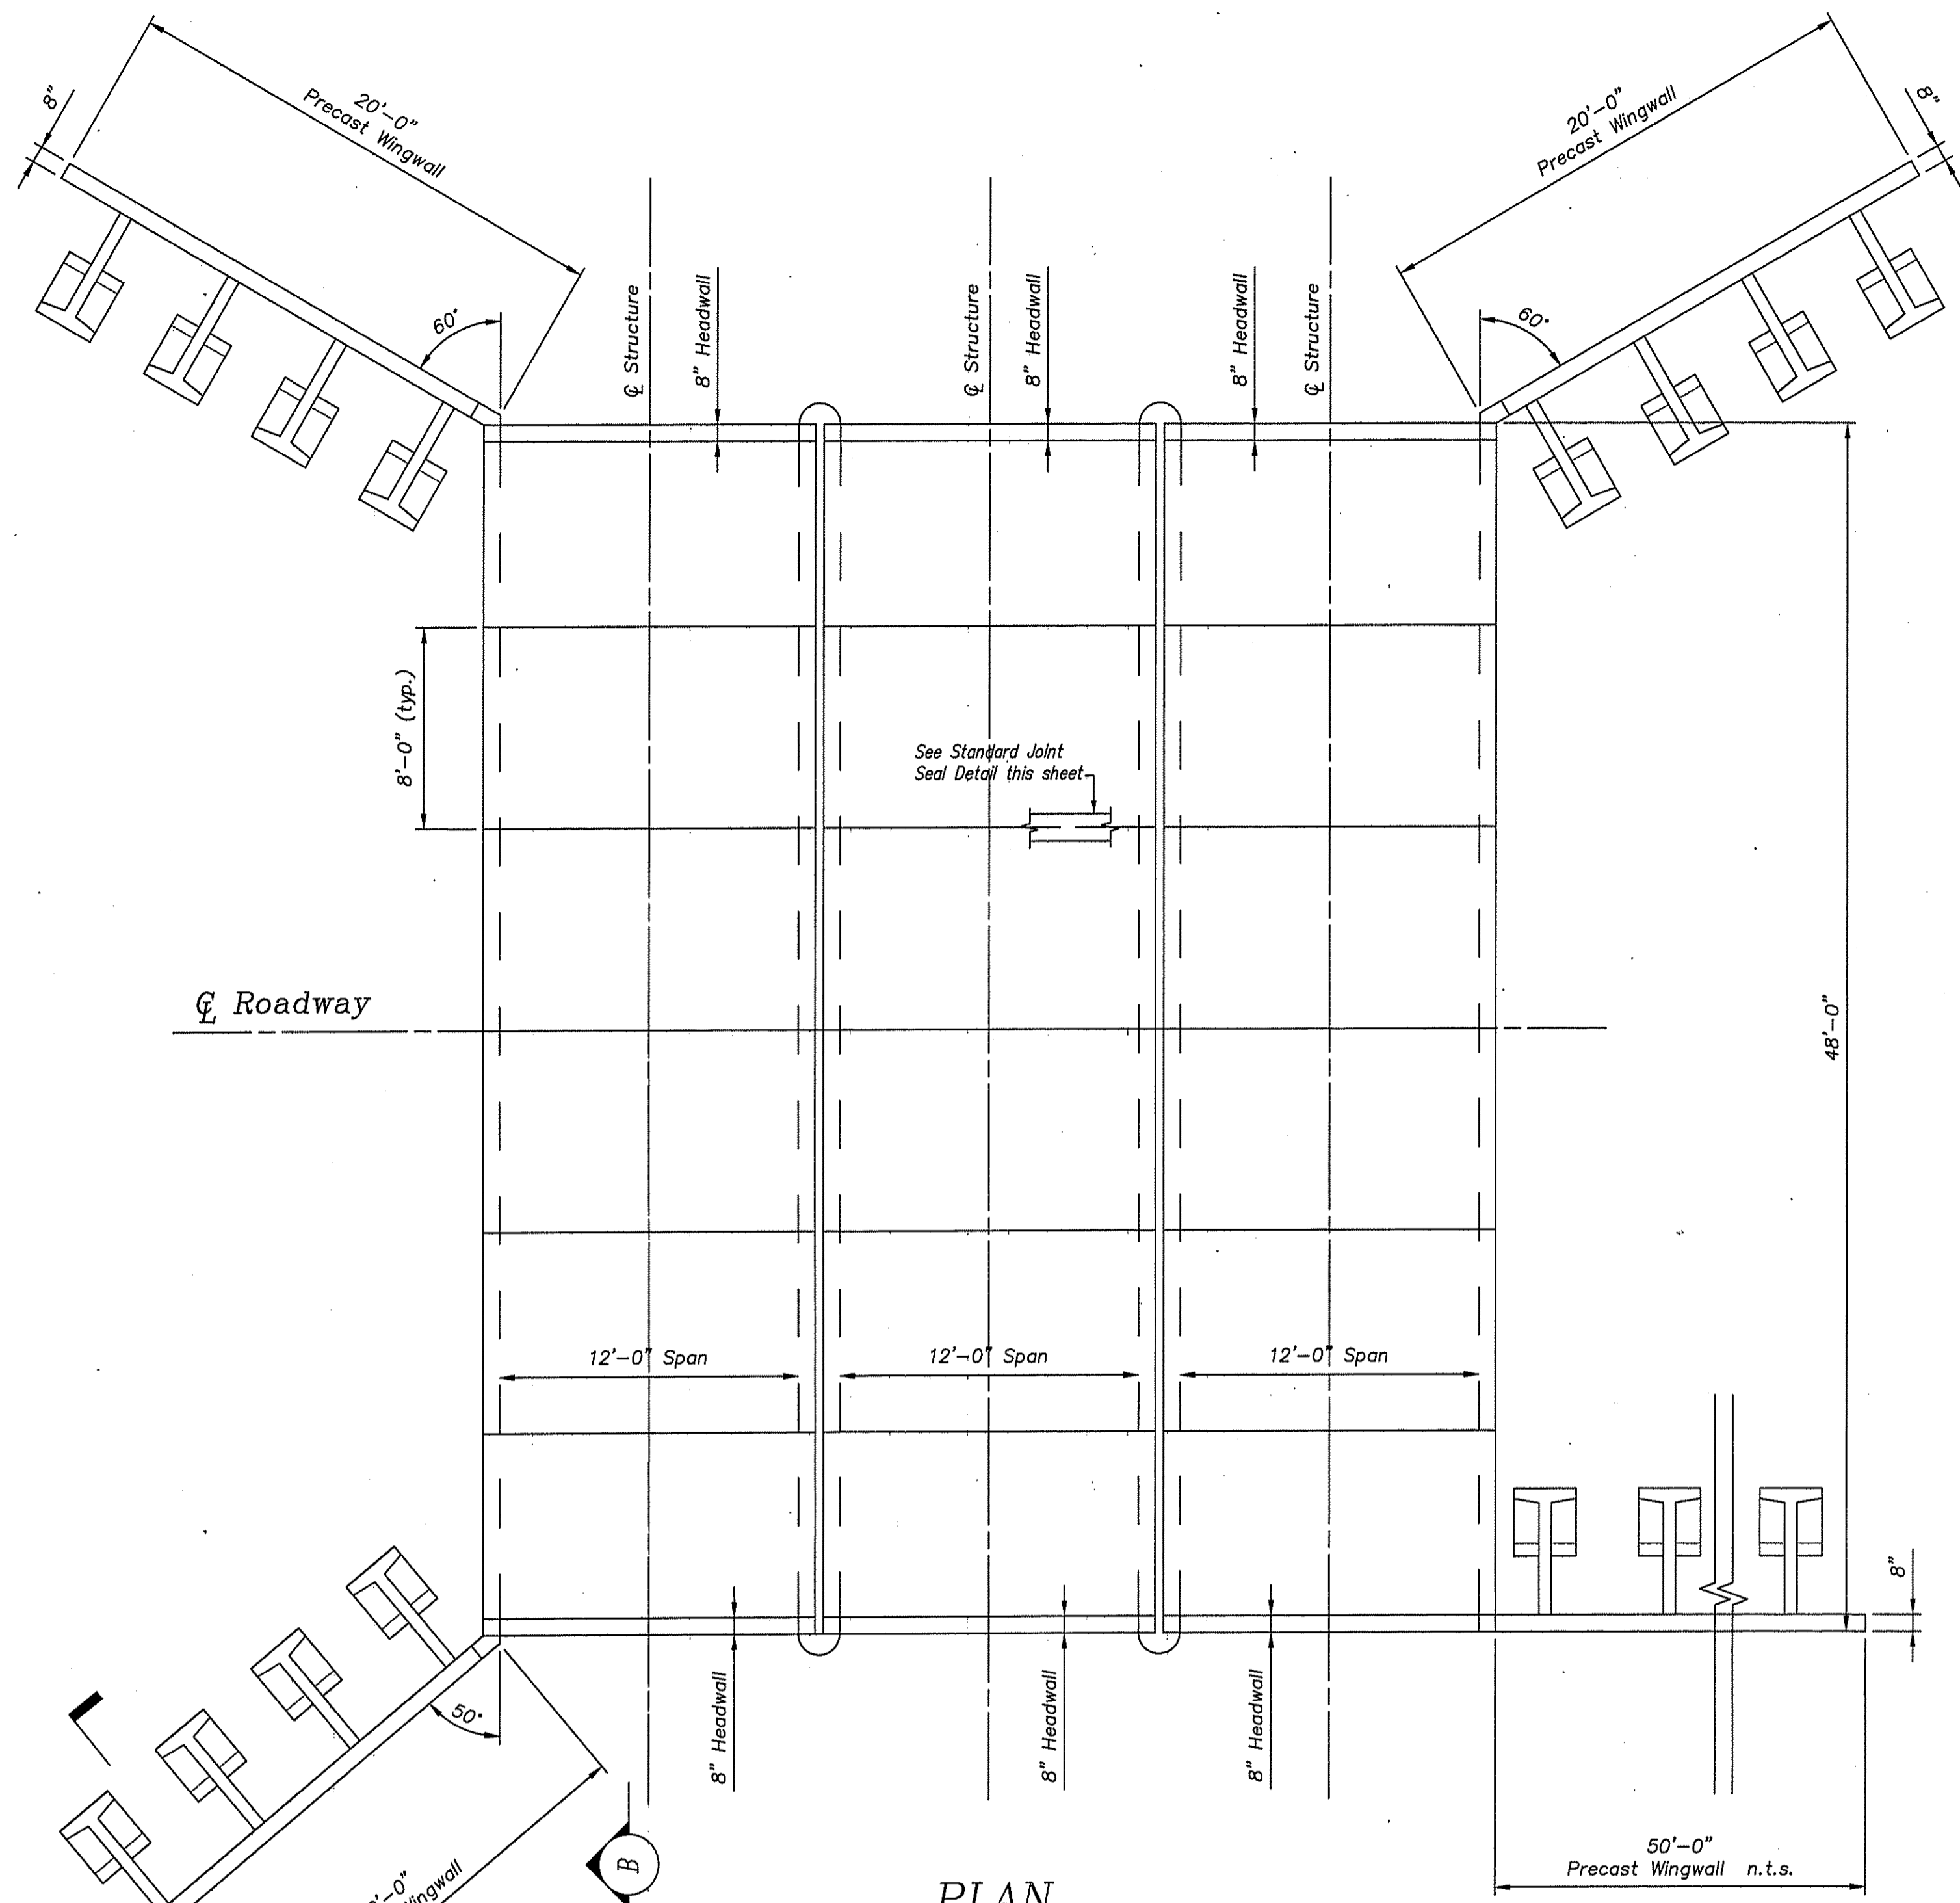 20'-0"
Precast Wingwall
8"
20'-0"
Precast Wingwall
8"
60°
℄ Structure
8" Headwall
℄ Structure
8" Headwall
8" Headwall
℄ Structure
60°
8'-0" (typ.)
See Standard Joint
Seal Detail this sheet
℄ Roadway
48'-0"
12'-0" Span
12'-0" Span
12'-0" Span
8"
50°
8" Headwall
8" Headwall
8" Headwall
'-0"
B
50'-0"
Precast Wingwall n.t.s.
PLAN